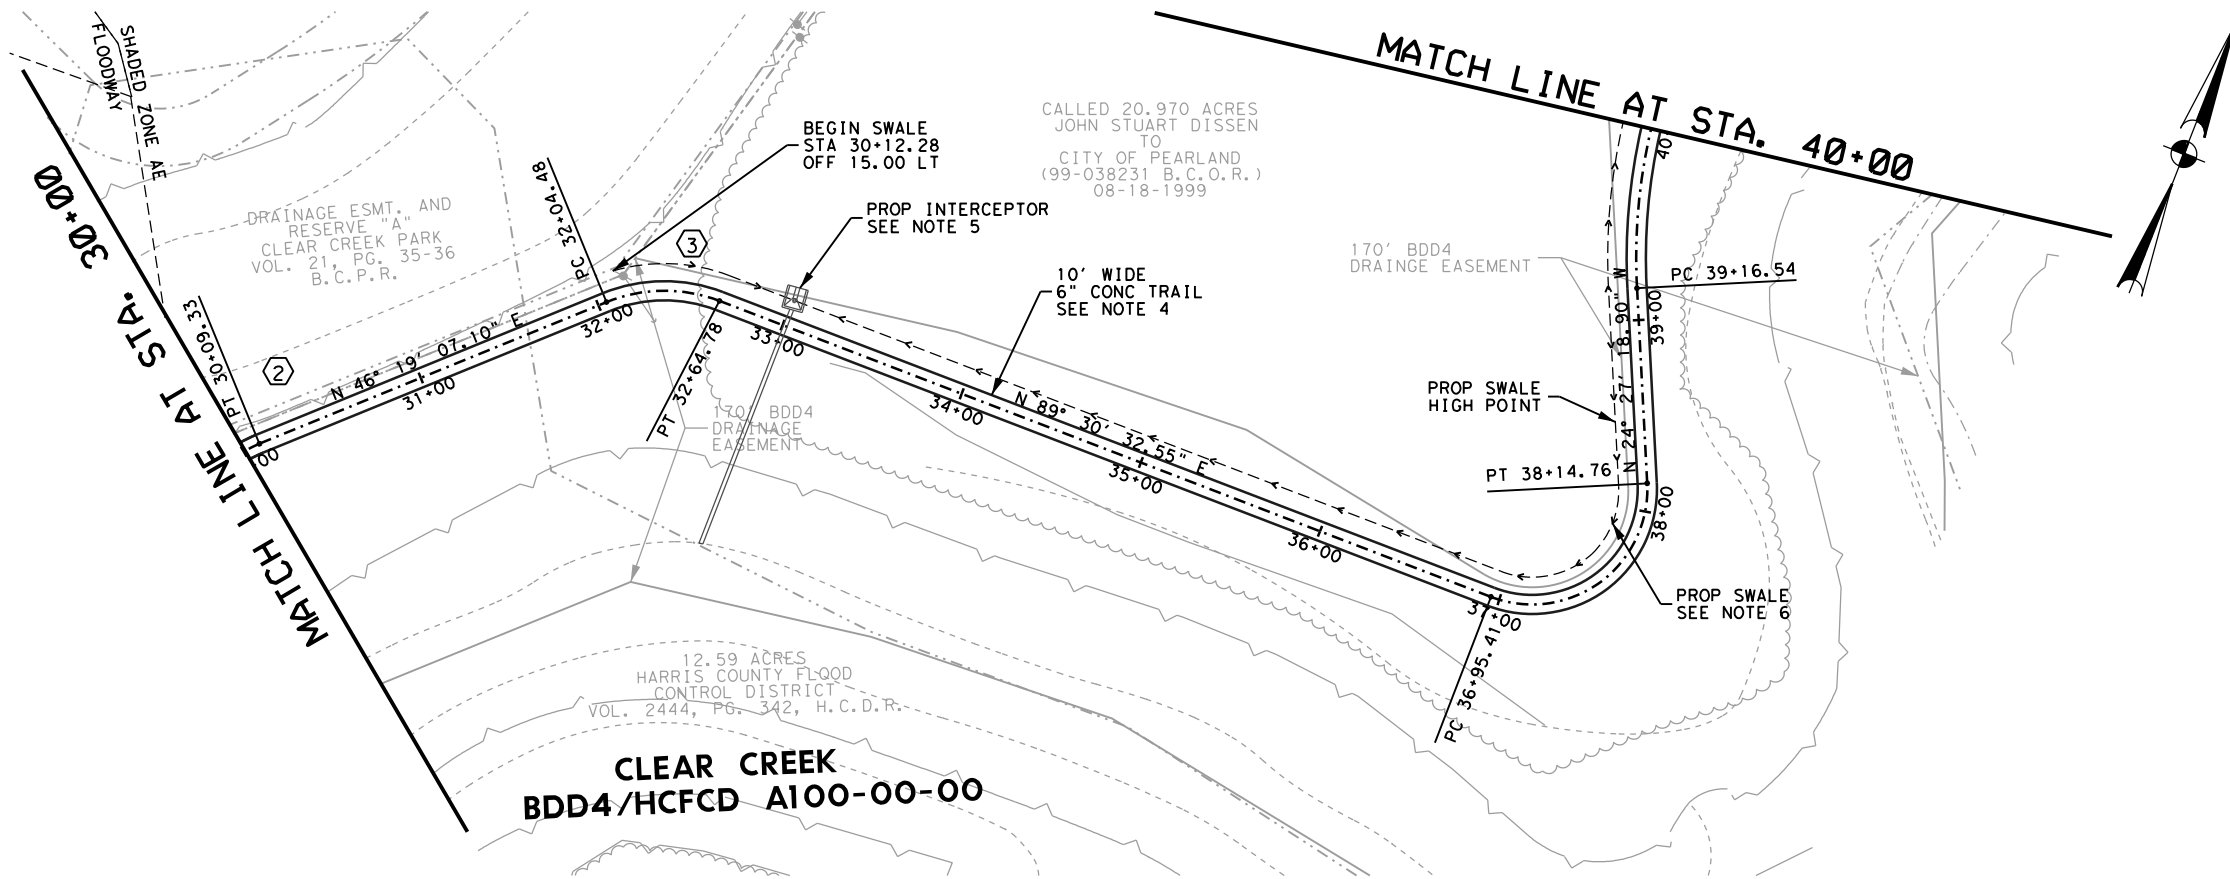 SHADED ZONE AE
FLOODWAY
MATCH LINE AT STA. 30+00
MATCH LINE AT STA. 40+00
DRAINAGE ESMT. AND
RESERVE "A"
CLEAR CREEK PARK
VOL. 21, PG. 35-36
B.C.P.R.
BEGIN SWALE
STA 30+12.28
OFF 15.00 LT
PROP INTERCEPTOR
SEE NOTE 5
CALLED 20.970 ACRES
JOHN STUART DISSEN
TO
CITY OF PEARLAND
(99-038231 B.C.O.R.)
08-18-1999
10' WIDE
6" CONC TRAIL
SEE NOTE 4
170' BDD4
DRAINGE EASEMENT
PROP SWALE
HIGH POINT
PROP SWALE
SEE NOTE 6
170' BDD4
DRAINAGE
EASEMENT
PT 30+09.33
PC 32+04.48
PT 32+64.78
PC 36+95.41
PT 38+14.76
PC 39+16.54
2
3
N 46° 19' 07.10" E
N 89° 30' 32.55" E
N 24° 27' 18.90" W
00
31+00
32+00
33+00
34+00
35+00
36+00
37+00
38+00
39+00
40
12.59 ACRES
HARRIS COUNTY FLOOD
CONTROL DISTRICT
VOL. 2444, PG. 342, H.C.D.R.
CLEAR CREEK
BDD4/HCFCD A100-00-00